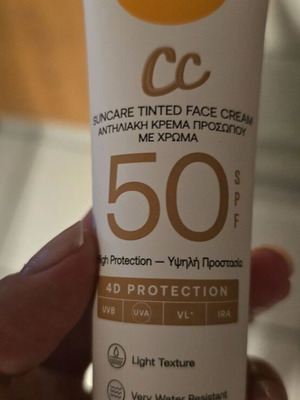 CC
SUNCARE TINTED FACE CREAM
ΑΝΤΗΛΙΑΚΗ ΚΡΕΜΑ ΠΡΟΣΩΠΟΥ
ΜΕ ΧΡΩΜΑ
50 SPF
High Protection — Υψηλή Προστασία
4D PROTECTION
UVB UVA VL+ IRA
Light Texture
Very Water Resistant